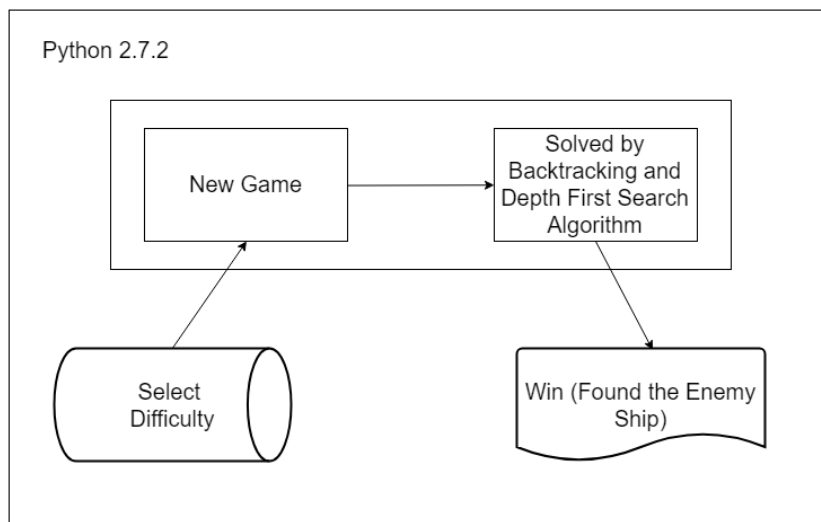 Python 2.7.2
New Game
Solved by
Backtracking and
Depth First Search
Algorithm
Select
Difficulty
Win (Found the Enemy
Ship)